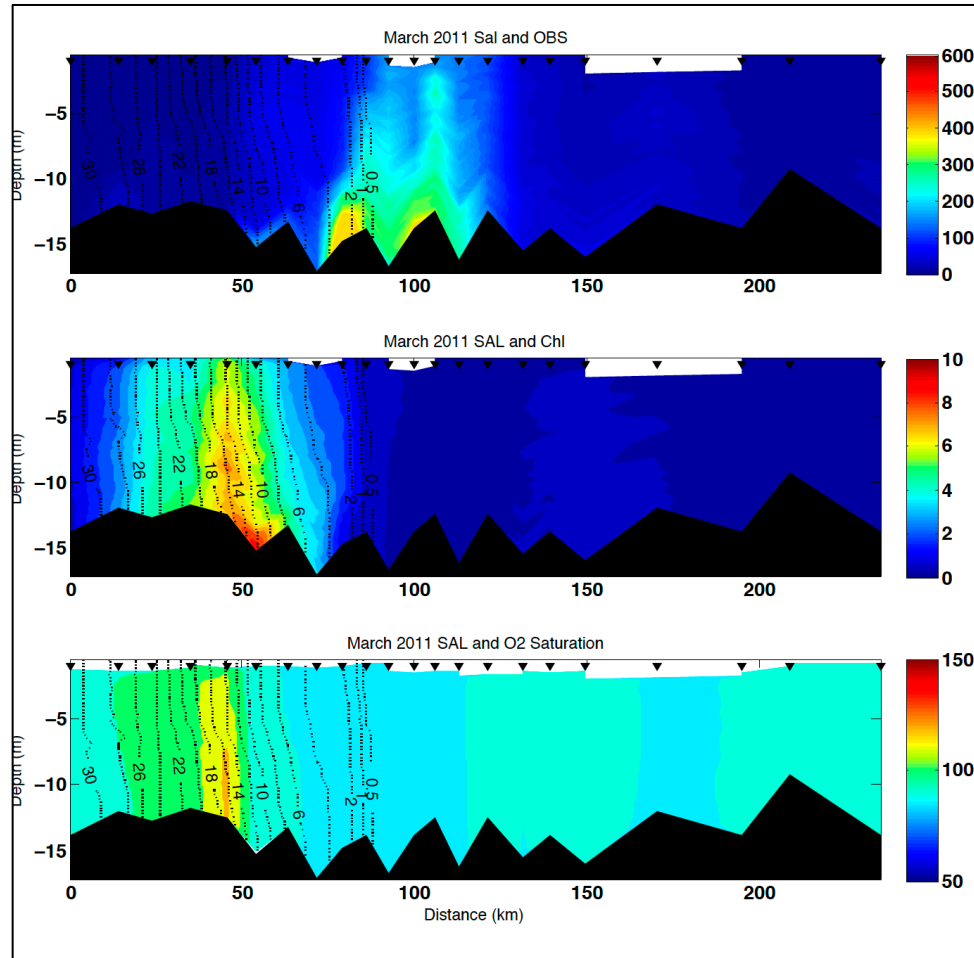 March 2011 Sal and OBS
Depth (m)
−5
−10
−15
30 26 22 18 14 10 6 2 1 0.5
0 50 100 150 200
600
500
400
300
200
100
0
March 2011 SAL and Chl
Depth (m)
−5
−10
−15
30 26 22 18 14 10 6 2 1 0.5
0 50 100 150 200
10
8
6
4
2
0
March 2011 SAL and O2 Saturation
Depth (m)
−5
−10
−15
30 26 22 18 14 10 6 2 1 0.5
0 50 100 150 200
Distance (km)
150
100
50